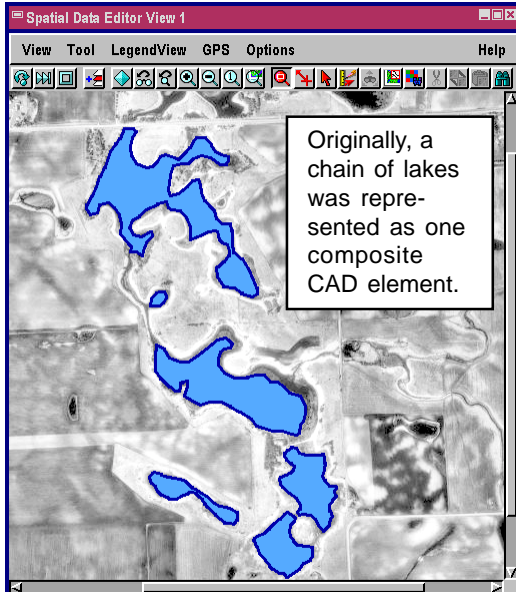 Spatial Data Editor View 1
View Tool LegendView GPS Options Help
Originally, a
chain of lakes
was repre-
sented as one
composite
CAD element.